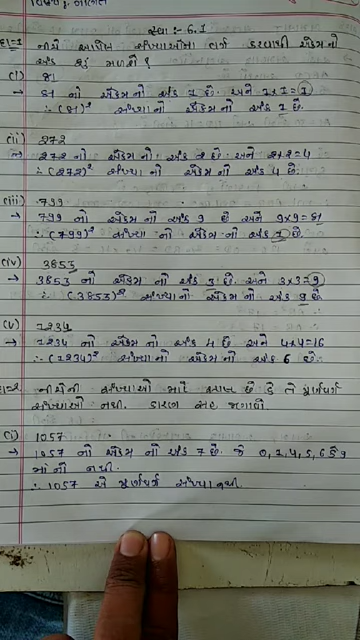 સ્વા :- 6.1
નીચે આપેલ સંખ્યાઓના વર્ગ કરવાથી એકમનો
અંક શું મળશે ?
(i) 81
→ 81 નો એકમનો અંક 1 છે. અને 1×1=1
∴ (81)² સંખ્યાનો એકમનો અંક 1 છે.
(ii) 272
→ 272 નો એકમનો અંક 2 છે અને 2×2=4
∴ (272)² સંખ્યા નો એકમનો અંક 4 છે.
(iii) 799
→ 799 નો એકમનો અંક 9 છે અને 9×9=81
∴ (799)² સંખ્યા નો એકમનો અંક 1 છે.
(iv) 3853
→ 3853 નો એકમ નો અંક 3 છે. અને 3×3=9
∴ (3853)² સંખ્યાનો એકમનો અંક 9 છે.
(v) 1234
→ 1234 નો એકમ નો અંક 4 છે અને 4×4=16
∴ (1234)² સંખ્યાનો એકમનો અંક 6 છે.
નીચેની સંખ્યાઓ માટે સ્પષ્ટ છે કે તે પૂર્ણવર્ગ
સંખ્યાઓ નથી. કારણ જણાવો.
(i) 1057
→ 1057 નો એકમ નો અંક 7 છે. જે 0,1,4,5,6 કે 9
માંનો નથી.
∴ 1057 એ પૂર્ણવર્ગ સંખ્યા નથી.